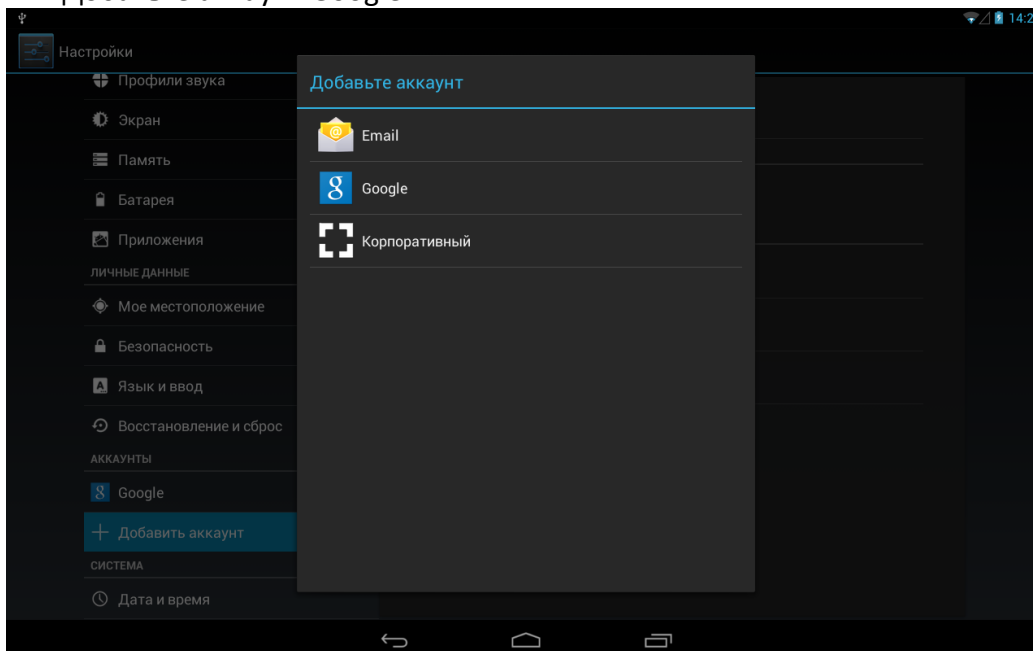 14:2
Настройки
Профили звука
Экран
Память
Батарея
Приложения
ЛИЧНЫЕ ДАННЫЕ
Мое местоположение
Безопасность
Язык и ввод
Восстановление и сброс
АККАУНТЫ
Google
Добавить аккаунт
СИСТЕМА
Дата и время
Добавьте аккаунт
Email
Google
Корпоративный